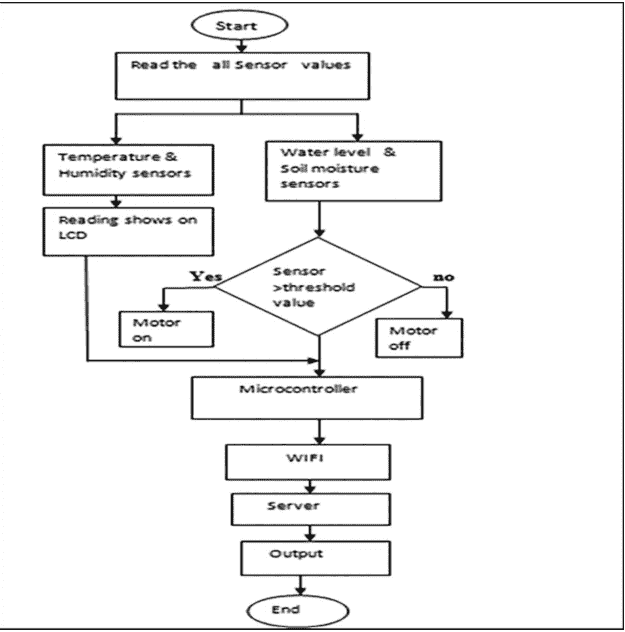 Start
Read the all Sensor values
Temperature &
Humidity sensors
Water level &
Soil moisture
sensors
Reading shows on
LCD
Yes
Sensor
>threshold
value
no
Motor
on
Motor
off
Microcontroller
WIFI
Server
Output
End